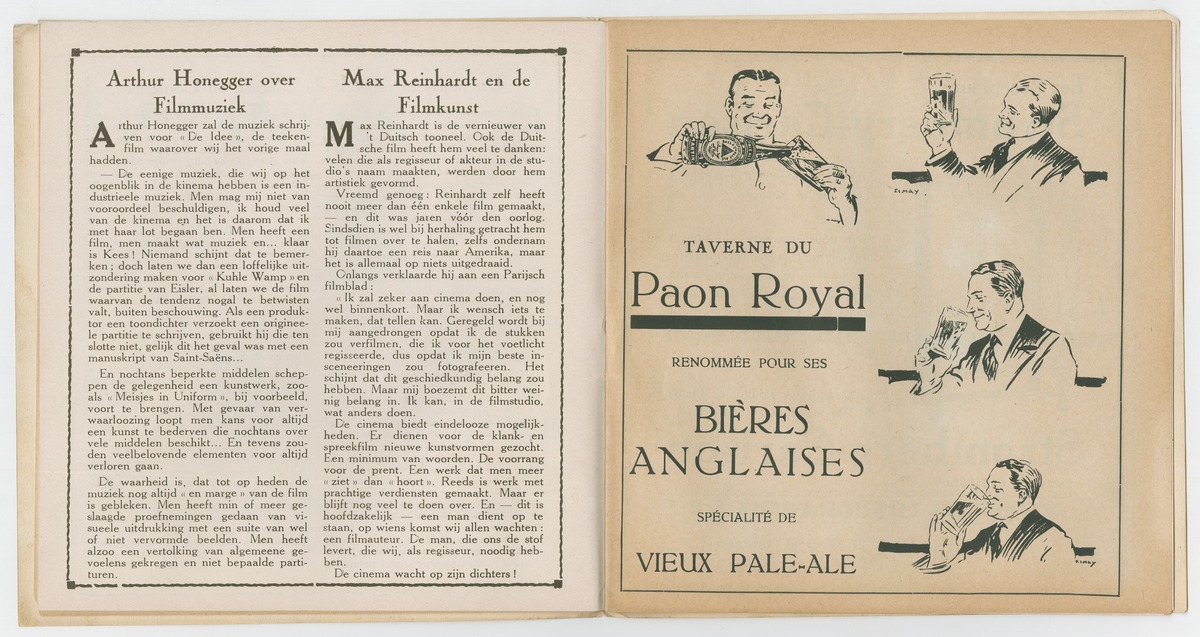 Arthur Honegger over
Filmmuziek
Arthur Honegger zal de muziek schrij-
ven voor « De Idee », de teeken-
film waarover wij het vorige maal
hadden.
— De eenige muziek, die wij op het
oogenblik in de kinema hebben is een in-
dustrieele muziek. Men mag mij niet van
vooroordeel beschuldigen, ik houd veel
van de kinema en het is daarom dat ik
met haar lot begaan ben. Men heeft een
film, men maakt wat muziek en... klaar
is Kees ! Niemand schijnt dat te bemer-
ken ; doch laten we dan een loffelijke uit-
zondering maken voor « Kuhle Wamp » en
de partitie van Eisler, al laten we de film
waarvan de tendenz nogal te betwisten
valt, buiten beschouwing. Als een produk-
tor een toondichter verzoekt een originee-
le partitie te schrijven, gebruikt hij die ten
slotte niet, gelijk dit het geval was met een
manuskript van Saint-Saëns...
En nochtans beperkte middelen schep-
pen de gelegenheid een kunstwerk, zoo-
als « Meisjes in Uniform », bij voorbeeld,
voort te brengen. Met gevaar van ver-
waarloozing loopt men kans voor altijd
een kunst te bederven die nochtans over
vele middelen beschikt... En tevens zou-
den veelbelovende elementen voor altijd
verloren gaan.
De waarheid is, dat tot op heden de
muziek nog altijd « en marge » van de film
is gebleken. Men heeft min of meer ge-
slaagde proefnemingen gedaan van vi-
sueele uitdrukking met een suite van wel
of niet vervormde beelden. Men heeft
alzoo een vertolking van algemeene ge-
voelens gekregen en niet bepaalde parti-
turen.
Max Reinhardt en de
Filmkunst
Max Reinhardt is de vernieuwer van
't Duitsch tooneel. Ook de Duit-
sche film heeft hem veel te danken:
velen die als regisseur of akteur in de stu-
dio's naam maakten, werden door hem
artistiek gevormd.
Vreemd genoeg : Reinhardt zelf heeft
nooit meer dan één enkele film gemaakt,
— en dit was jaren vóór den oorlog.
Sindsdien is wel bij herhaling getracht hem
tot filmen over te halen, zelfs ondernam
hij daartoe een reis naar Amerika, maar
het is allemaal op niets uitgedraaid.
Onlangs verklaarde hij aan een Parijsch
filmblad :
« Ik zal zeker aan cinema doen, en nog
wel binnenkort. Maar ik wensch iets te
maken, dat tellen kan. Geregeld wordt bij
mij aangedrongen opdat ik de stukken
zou verfilmen, die ik voor het voetlicht
regisseerde, dus opdat ik mijn beste in-
sceneeringen zou fotografeeren. Het
schijnt dat dit geschiedkundig belang zou
hebben. Maar mij boezemt dit bitter wei-
nig belang in. Ik kan, in de filmstudio,
wat anders doen.
De cinema biedt eindelooze mogelijk-
heden. Er dienen voor de klank- en
spreekfilm nieuwe kunstvormen gezocht.
Een minimum van woorden. De voorrang
voor de prent. Een werk dat men meer
« ziet » dan « hoort ». Reeds is werk met
prachtige verdiensten gemaakt. Maar er
blijft nog veel te doen over. En — dit is
hoofdzakelijk — een man dient op te
staan, op wiens komst wij allen wachten :
een filmauteur. De man, die ons de stof
levert, die wij, als regisseur, noodig heb-
ben.
De cinema wacht op zijn dichters !
TAVERNE DU
Paon Royal
RENOMMÉE POUR SES
BIÈRES
ANGLAISES
SPÉCIALITÉ DE
VIEUX PALE-ALE